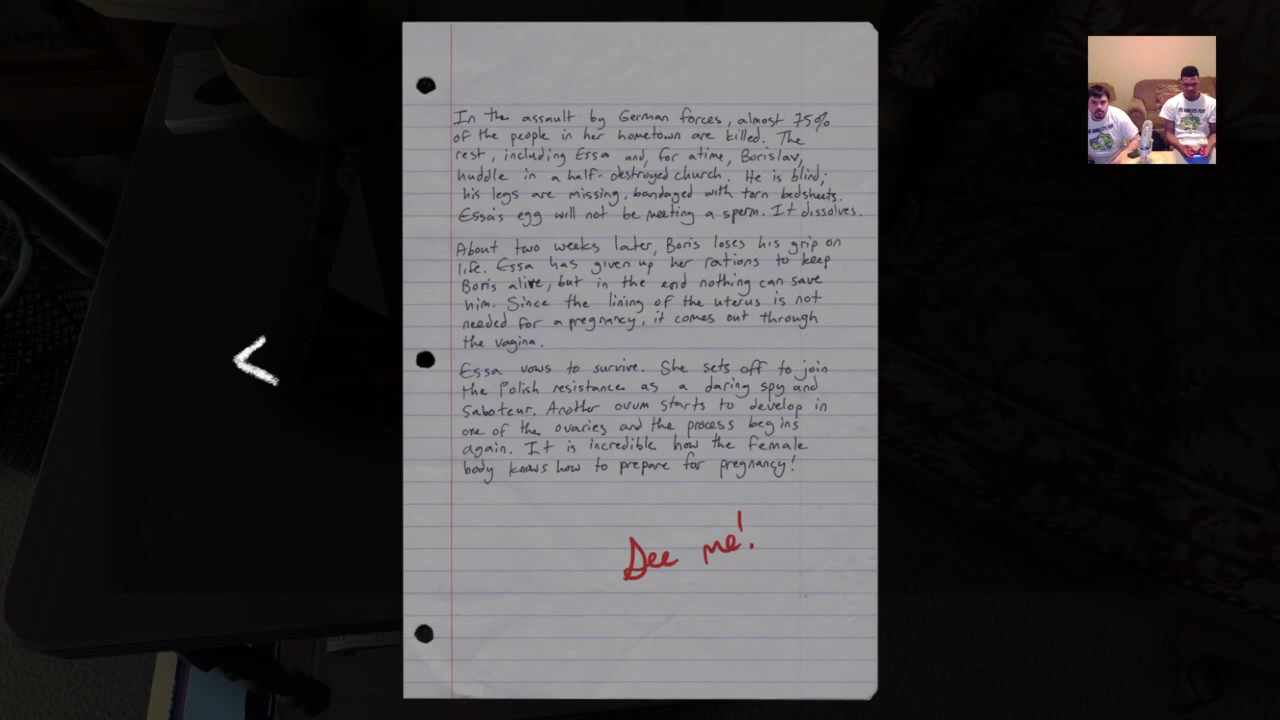 In the assault by German forces, almost 75%
of the people in her hometown are killed. The
rest, including Essa and, for a time, Borislav,
huddle in a half-destroyed church. He is blind;
his legs are missing, bandaged with torn bedsheets.
Essa's egg will not be meeting a sperm. It dissolves.
About two weeks later, Boris loses his grip on
life. Essa has given up her rations to keep
Boris alive, but in the end nothing can save
him. Since the lining of the uterus is not
needed for a pregnancy, it comes out through
the vagina.
Essa vows to survive. She sets off to join
the Polish resistance as a daring spy and
saboteur. Another ovum starts to develop in
one of the ovaries and the process begins
again. It is incredible how the female
body knows how to prepare for pregnancy!
See me!